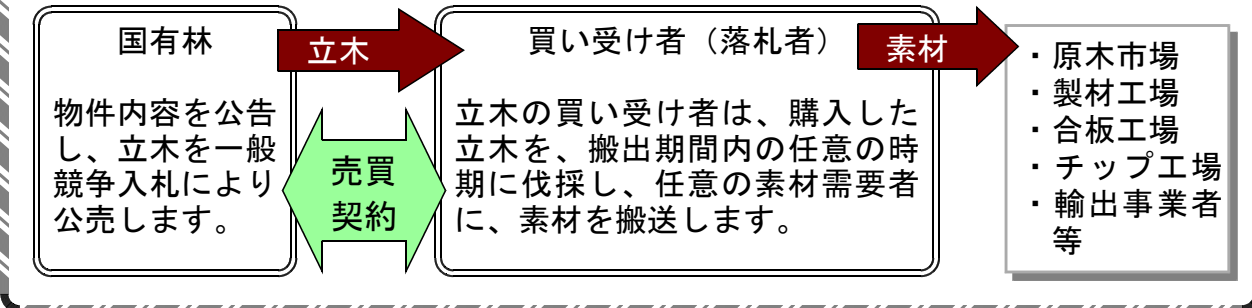 国有林
物件内容を公告
し、立木を一般
競争入札により
公売します。
立木
売買
契約
買い受け者（落札者）
立木の買い受け者は、購入した
立木を、搬出期間内の任意の時
期に伐採し、任意の素材需要者
に、素材を搬送します。
素材
・原木市場
・製材工場
・合板工場
・チップ工場
・輸出事業者
等